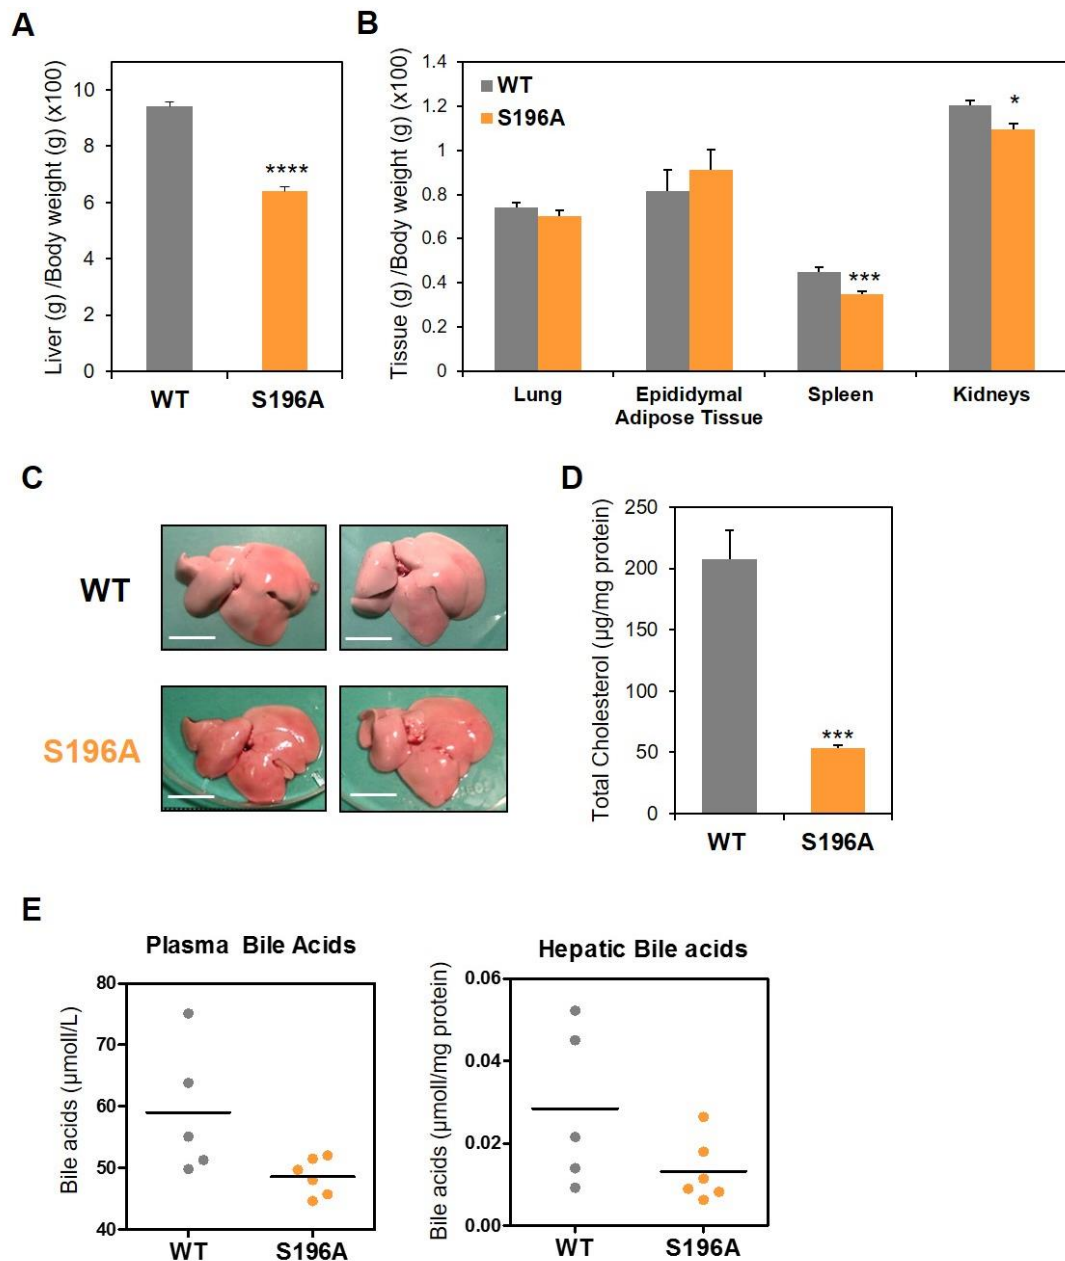 A
Liver (g) /Body weight (g) (x100)
10
8
6
4
2
0
****
WT
S196A
B
Tissue (g) /Body weight (g) (x100)
1.4
1.2
1
0.8
0.6
0.4
0.2
0
WT
S196A
***
*
Lung
Epididymal
Adipose Tissue
Spleen
Kidneys
C
WT
S196A
D
Total Cholesterol (µg/mg protein)
250
200
150
100
50
0
***
WT
S196A
E
Plasma Bile Acids
Bile acids (µmoll/L)
80
70
60
50
40
WT
S196A
Hepatic Bile acids
Bile acids (µmoll/mg protein)
0.06
0.04
0.02
0.00
WT
S196A